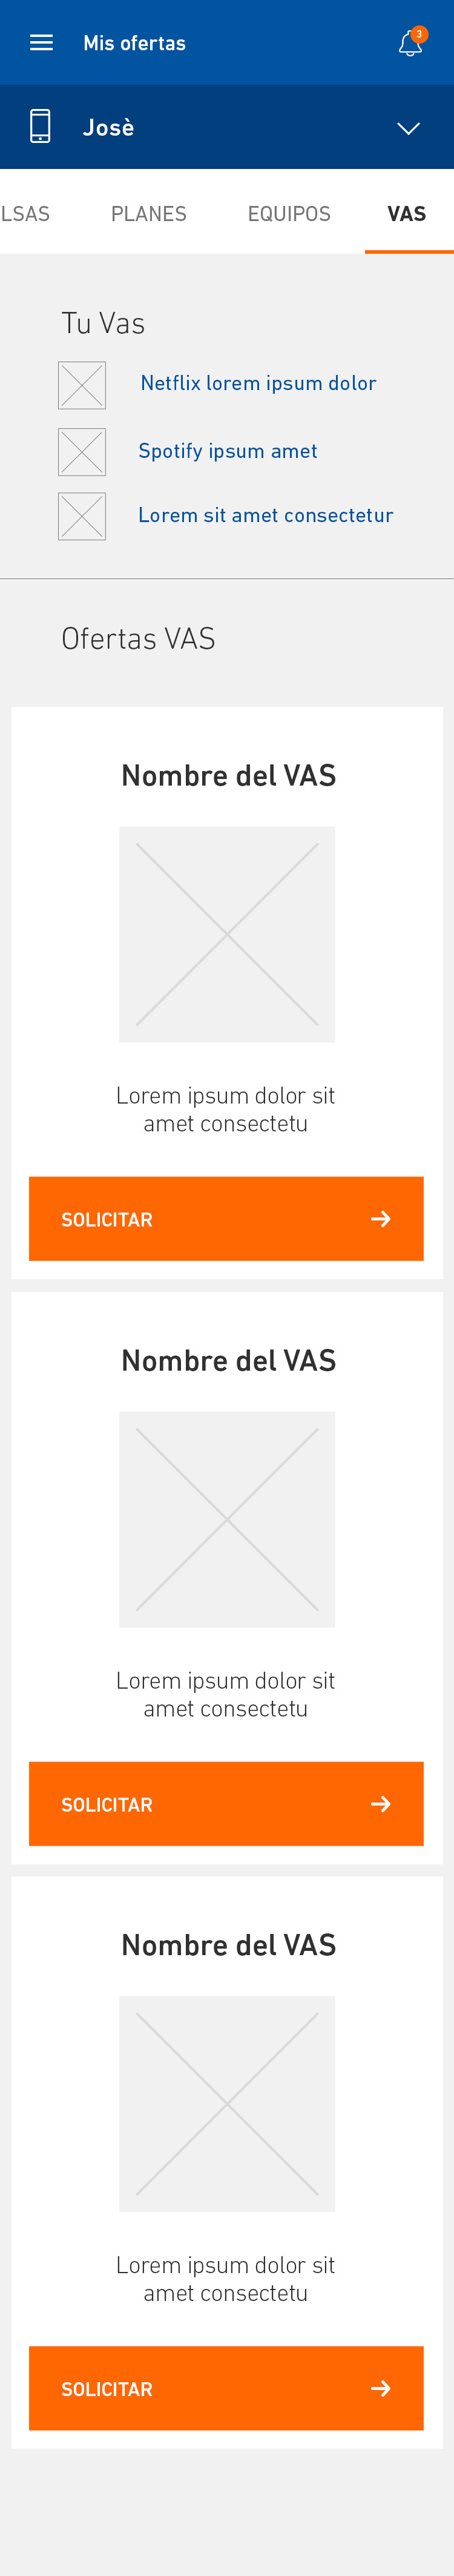 Mis ofertas
3
Josè
LSAS PLANES EQUIPOS VAS
Tu Vas
Netflix lorem ipsum dolor
Spotify ipsum amet
Lorem sit amet consectetur
Ofertas VAS
Nombre del VAS
Lorem ipsum dolor sit
amet consectetu
SOLICITAR
Nombre del VAS
Lorem ipsum dolor sit
amet consectetu
SOLICITAR
Nombre del VAS
Lorem ipsum dolor sit
amet consectetu
SOLICITAR